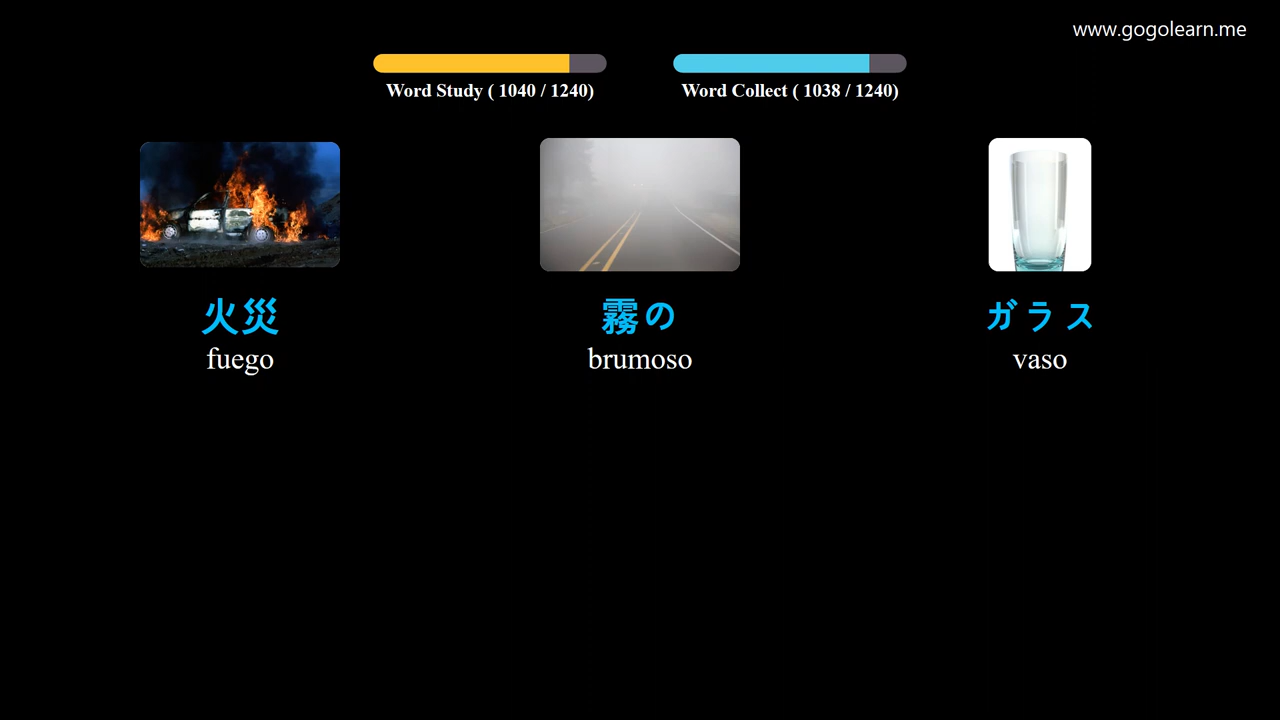 www.gogolearn.me
Word Study ( 1040 / 1240)
Word Collect ( 1038 / 1240)
火災
霧の
ガラス
fuego
brumoso
vaso